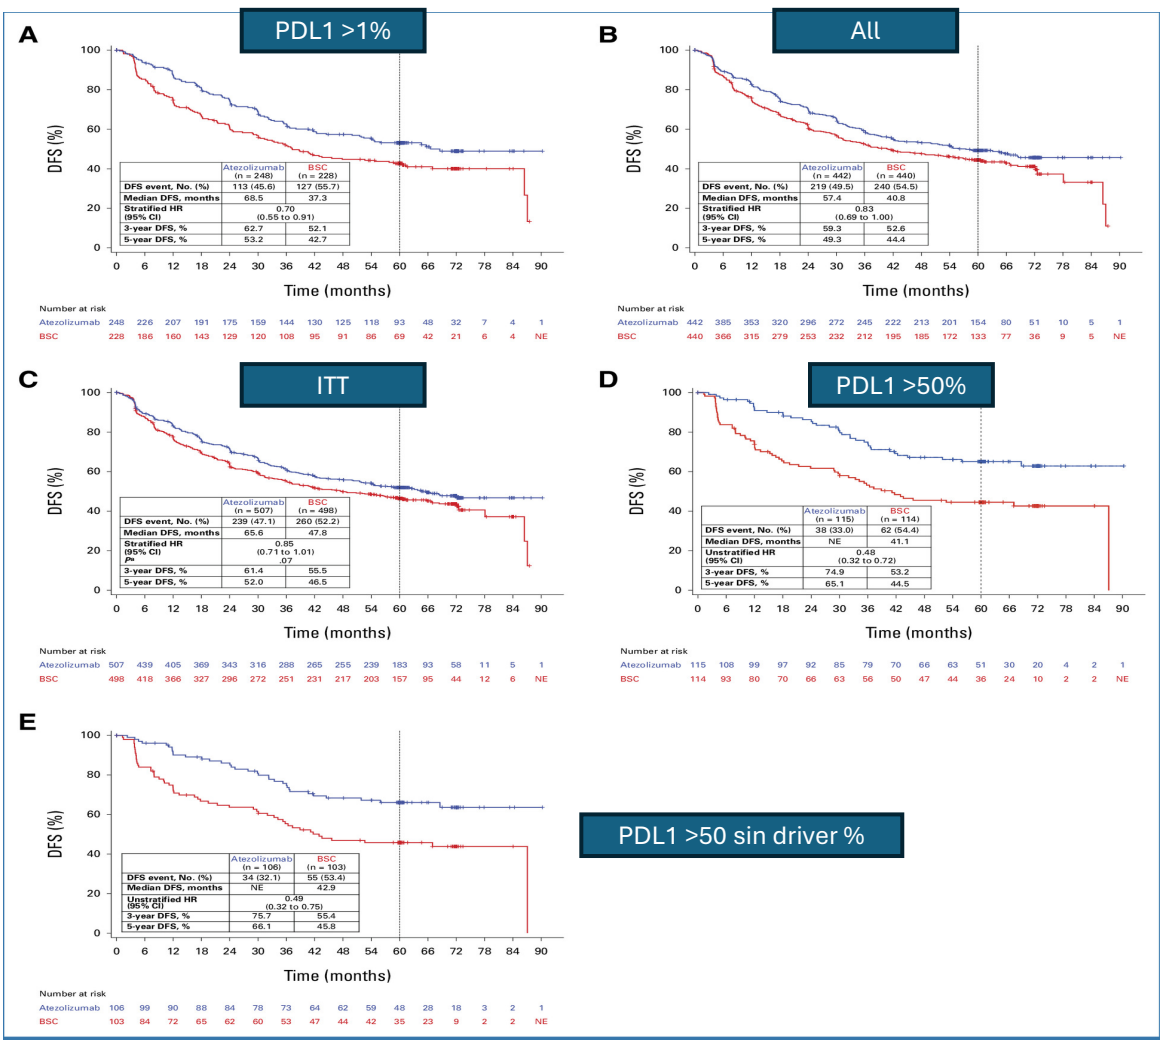 A
PDL1 >1%
DFS (%)
100
80
60
40
20
0
Atezolizumab BSC
(n = 248) (n = 228)
DFS event, No. (%) 113 (45.6) 127 (55.7)
Median DFS, months 68.5 37.3
Stratified HR 0.70
(95% CI) (0.55 to 0.91)
3-year DFS, % 62.7 52.1
5-year DFS, % 53.2 42.7
0 6 12 18 24 30 36 42 48 54 60 66 72 78 84 90
Time (months)
Number at risk
Atezolizumab 248 226 207 191 175 159 144 130 125 118 93 48 32 7 4 1
BSC 228 186 160 143 129 120 108 95 91 86 69 42 21 6 4 NE
B
All
DFS (%)
100
80
60
40
20
0
Atezolizumab BSC
(n = 442) (n = 440)
DFS event, No. (%) 219 (49.5) 240 (54.5)
Median DFS, months 57.4 40.8
Stratified HR 0.83
(95% CI) (0.69 to 1.00)
3-year DFS, % 59.3 52.6
5-year DFS, % 49.3 44.4
0 6 12 18 24 30 36 42 48 54 60 66 72 78 84 90
Time (months)
Number at risk
Atezolizumab 442 385 353 320 296 272 245 222 213 201 154 80 51 10 5 1
BSC 440 366 315 279 253 232 212 195 185 172 133 77 36 9 5 NE
C
ITT
DFS (%)
100
80
60
40
20
0
Atezolizumab BSC
(n = 507) (n = 498)
DFS event, No. (%) 239 (47.1) 260 (52.2)
Median DFS, months 65.6 47.8
Stratified HR 0.85
(95% CI) (0.71 to 1.01)
Pᵃ .07
3-year DFS, % 61.4 55.5
5-year DFS, % 52.0 46.5
0 6 12 18 24 30 36 42 48 54 60 66 72 78 84 90
Time (months)
Number at risk
Atezolizumab 507 439 405 369 343 316 288 265 255 239 183 93 58 11 5 1
BSC 498 418 366 327 296 272 251 231 217 203 157 95 44 12 6 NE
D
PDL1 >50%
DFS (%)
100
80
60
40
20
0
Atezolizumab BSC
(n = 115) (n = 114)
DFS event, No. (%) 38 (33.0) 62 (54.4)
Median DFS, months NE 41.1
Unstratified HR 0.48
(95% CI) (0.32 to 0.72)
3-year DFS, % 74.9 53.2
5-year DFS, % 65.1 44.5
0 6 12 18 24 30 36 42 48 54 60 66 72 78 84 90
Time (months)
Number at risk
Atezolizumab 115 108 99 97 92 85 79 70 66 63 51 30 20 4 2 1
BSC 114 93 80 70 66 63 56 50 47 44 36 24 10 2 2 NE
E
DFS (%)
100
80
60
40
20
0
Atezolizumab BSC
(n = 106) (n = 103)
DFS event, No. (%) 34 (32.1) 55 (53.4)
Median DFS, months NE 42.9
Unstratified HR 0.49
(95% CI) (0.32 to 0.75)
3-year DFS, % 75.7 55.4
5-year DFS, % 66.1 45.8
0 6 12 18 24 30 36 42 48 54 60 66 72 78 84 90
Time (months)
Number at risk
Atezolizumab 106 99 90 88 84 78 73 64 62 59 48 28 18 3 2 1
BSC 103 84 72 65 62 60 53 47 44 42 35 23 9 2 2 NE
PDL1 >50 sin driver %